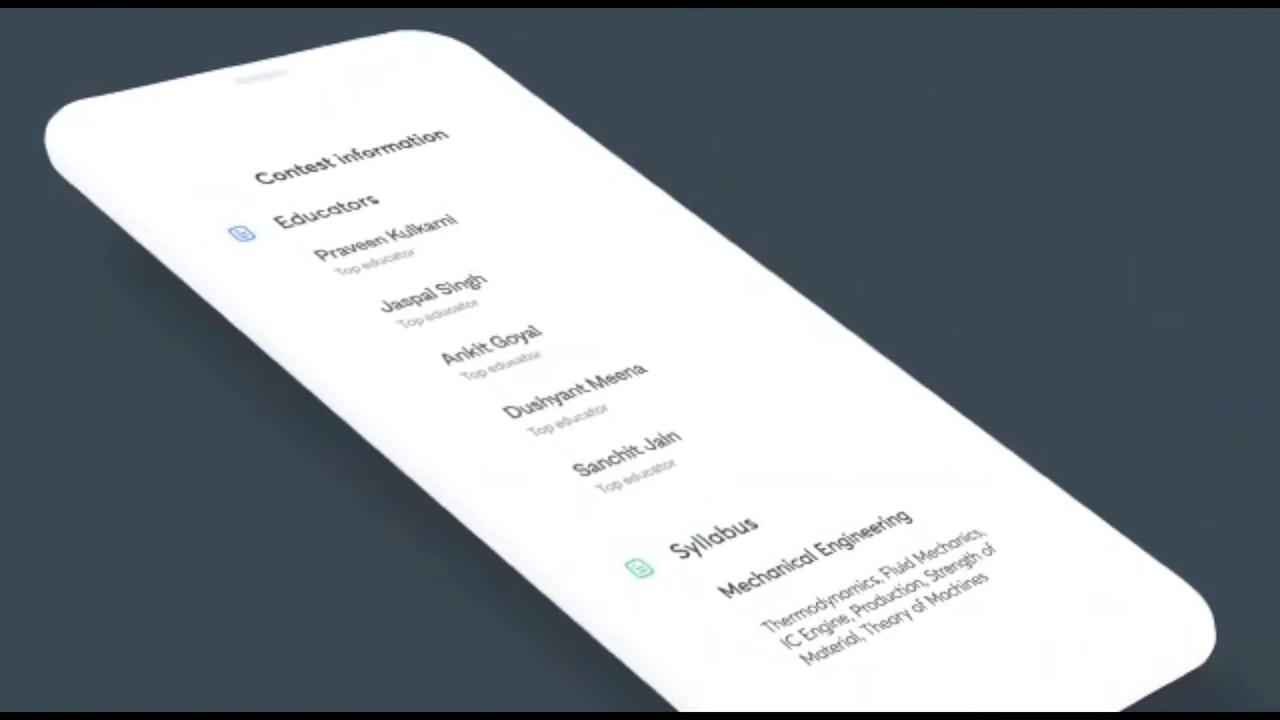 Contest information
Educators
Praveen Kulkarni
Top educator
Jaspal Singh
Top educator
Ankit Goyal
Top educator
Dushyant Meena
Top educator
Sanchit Jain
Top educator
Syllabus
Mechanical Engineering
Thermodynamics, Fluid Mechanics,
IC Engine, Production, Strength of
Material, Theory of Machines